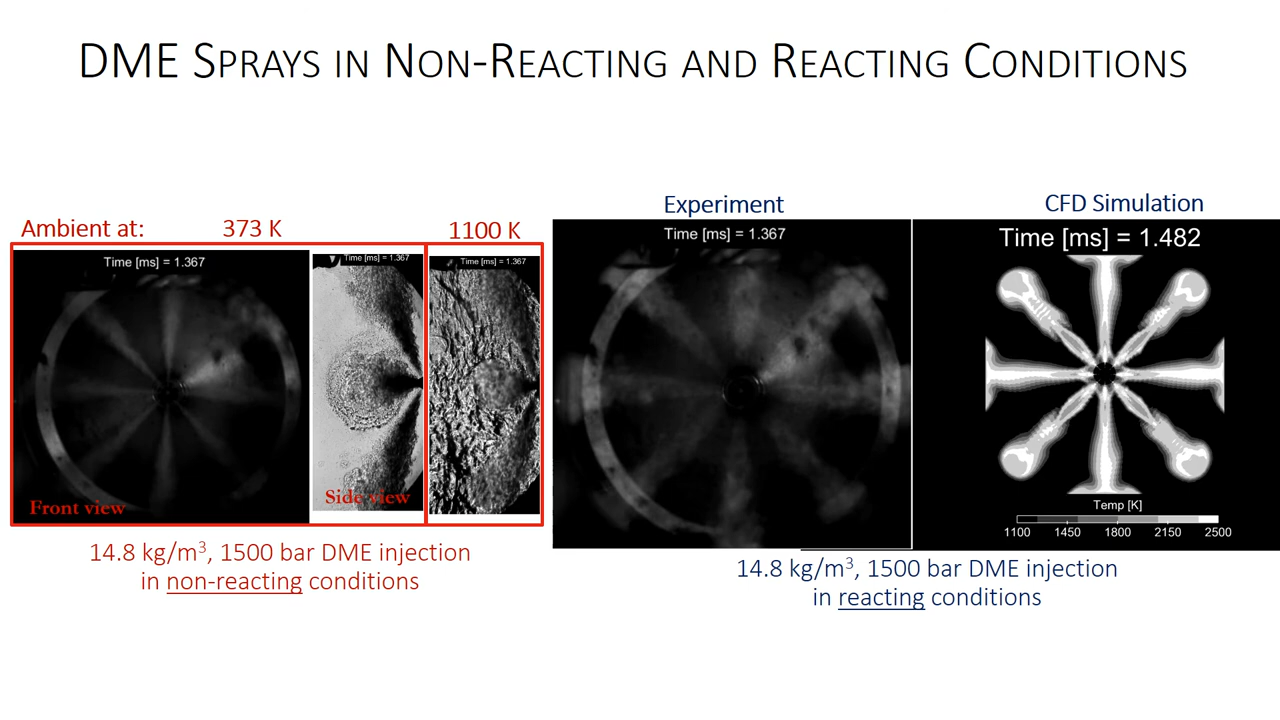 DME SPRAYS IN NON-REACTING AND REACTING CONDITIONS
Ambient at: 373 K 1100 K
Time [ms] = 1.367
Time [ms] = 1.367
Time [ms] = 1.367
Front view
Side view
14.8 kg/m³, 1500 bar DME injection
in non-reacting conditions
Experiment
CFD Simulation
Time [ms] = 1.367
Time [ms] = 1.482
Temp [K]
1100 1450 1800 2150 2500
14.8 kg/m³, 1500 bar DME injection
in reacting conditions